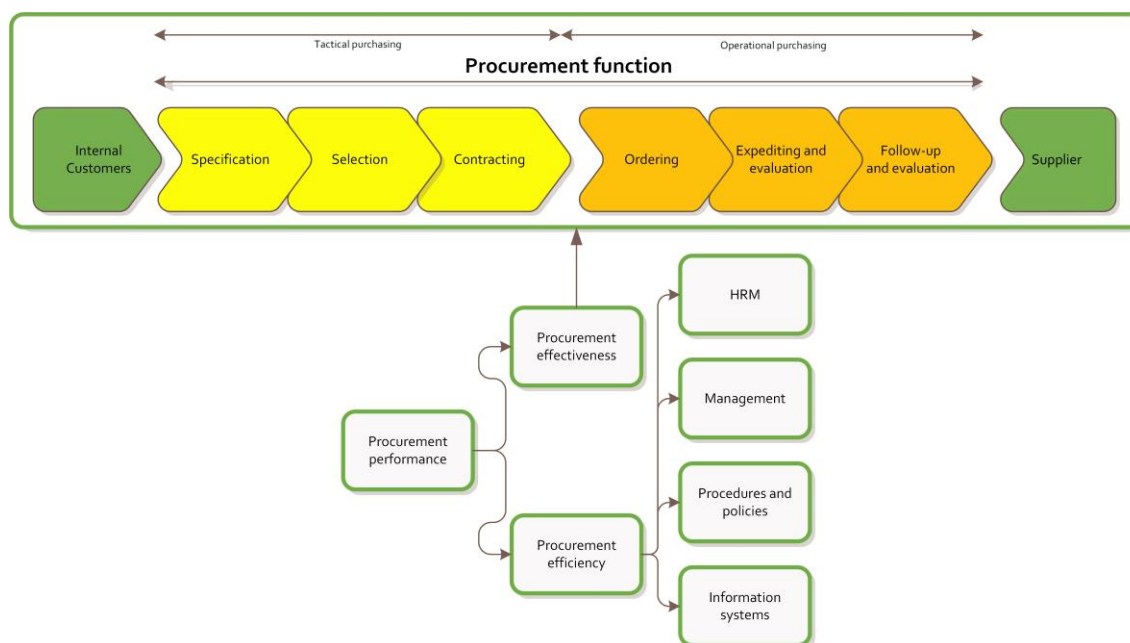 Tactical purchasing
Operational purchasing
Procurement function
Internal
Customers
Specification
Selection
Contracting
Ordering
Expediting and
evaluation
Follow-up
and evaluation
Supplier
HRM
Procurement
effectiveness
Management
Procurement
performance
Procedures and
policies
Procurement
efficiency
Information
systems